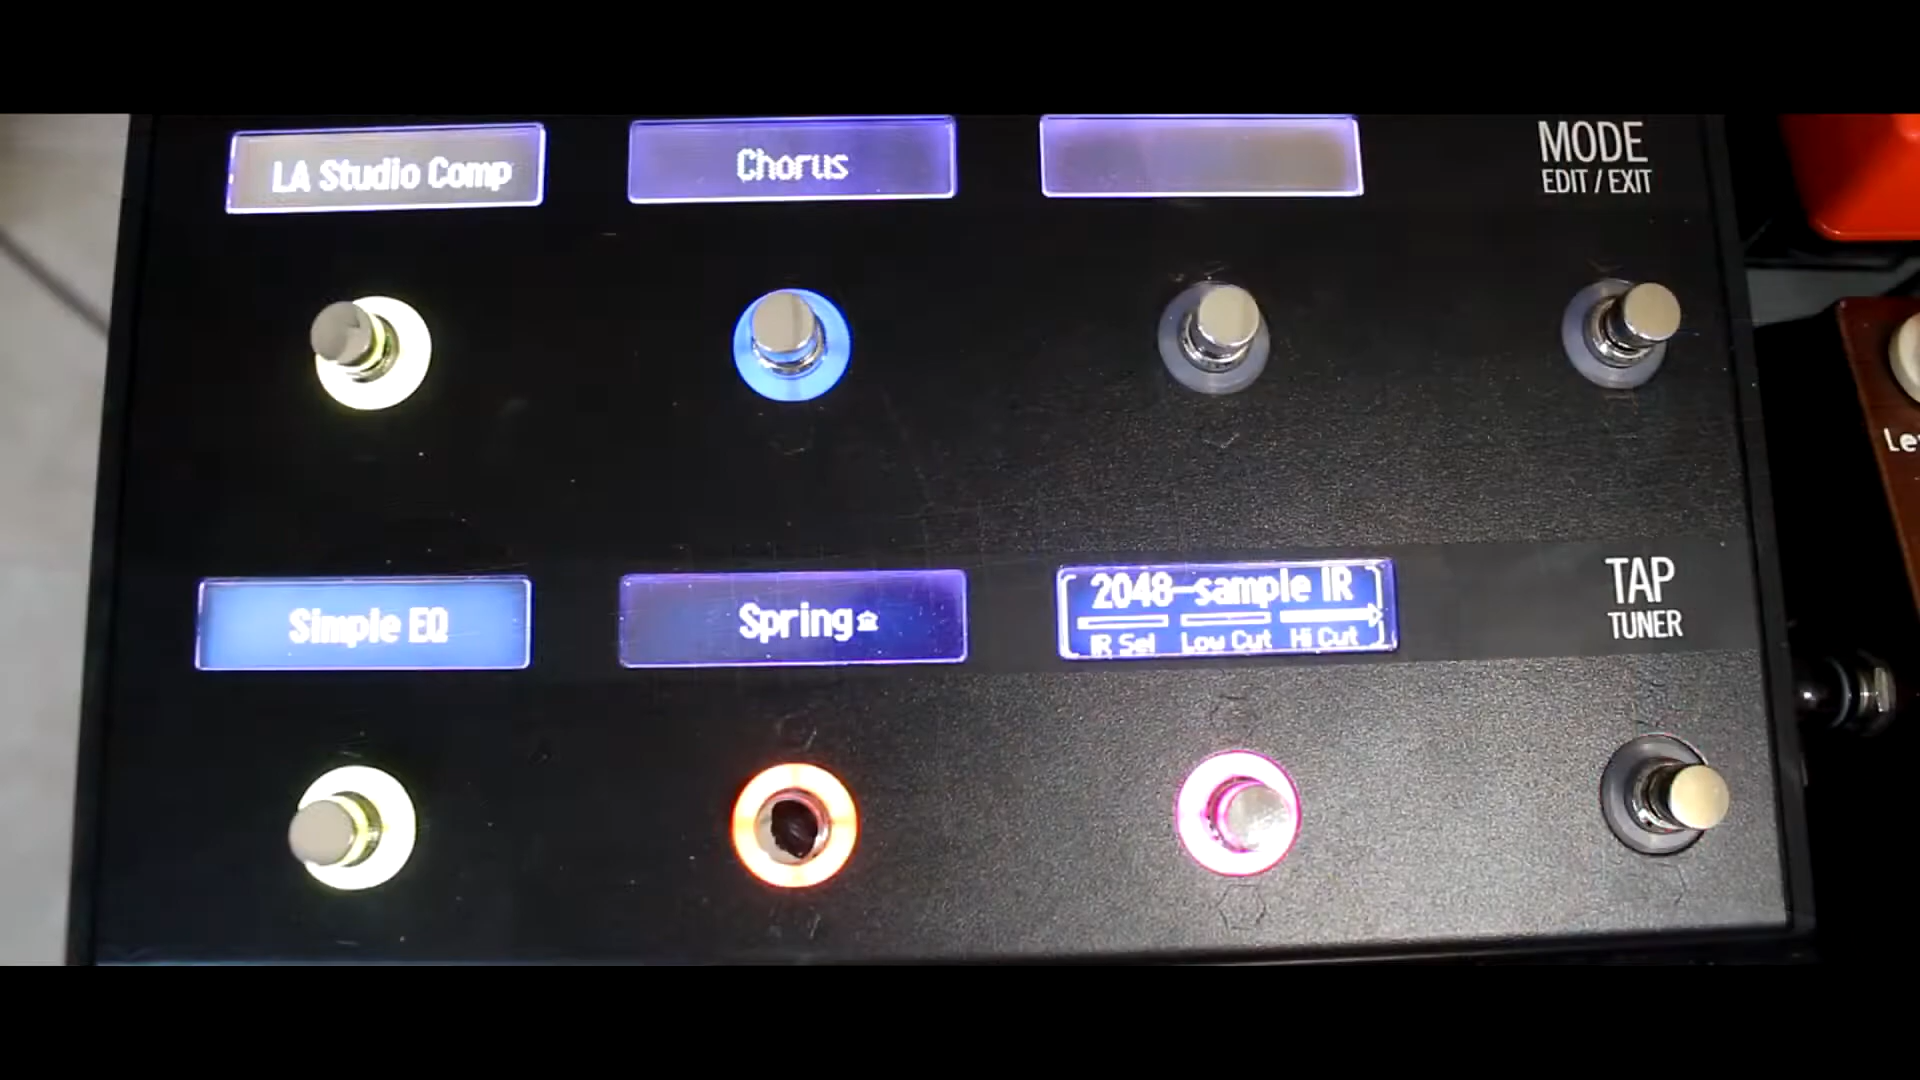 LA Studio Comp
Chorus
MODE
EDIT / EXIT
Simple EQ
Spring
2048-sample IR
IR Sel Low Cut Hi Cut
TAP
TUNER